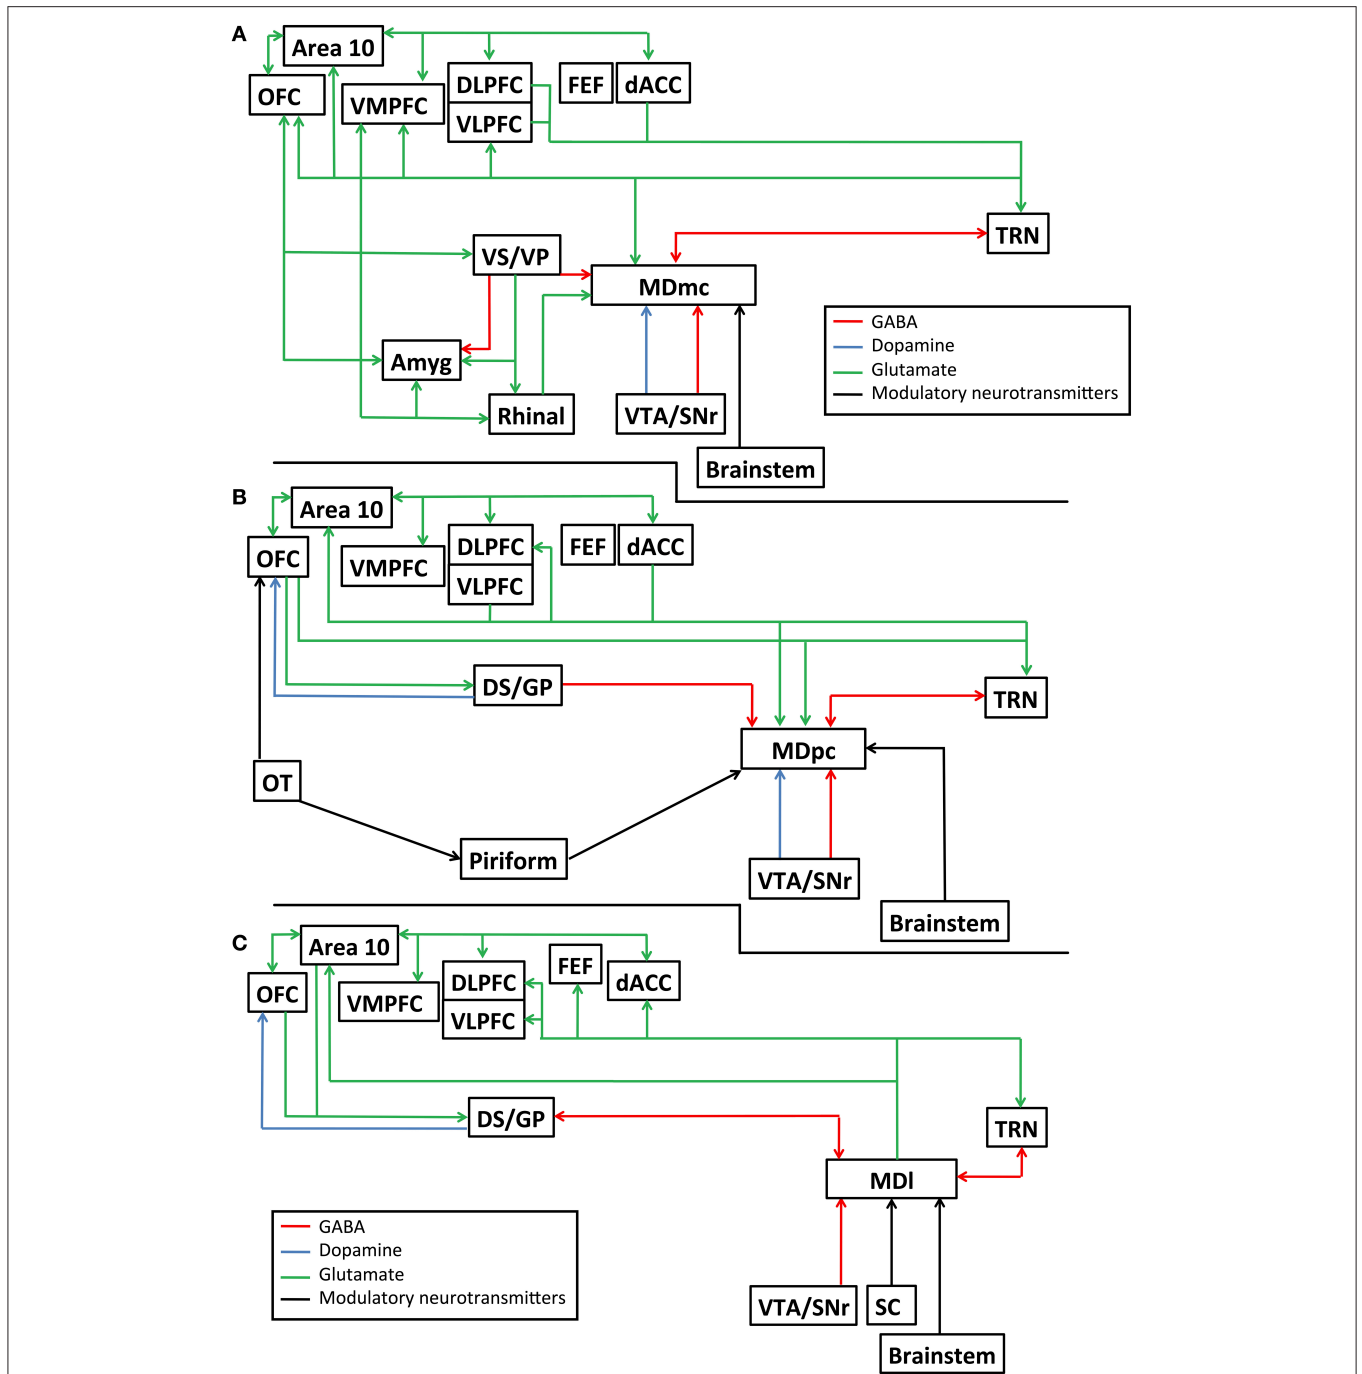 A
Area 10
OFC
VMPFC
DLPFC
VLPFC
FEF
dACC
TRN
VS/VP
MDmc
Amyg
Rhinal
VTA/SNr
Brainstem
GABA
Dopamine
Glutamate
Modulatory neurotransmitters
B
Area 10
OFC
VMPFC
DLPFC
VLPFC
FEF
dACC
DS/GP
TRN
MDpc
OT
Piriform
VTA/SNr
Brainstem
C
Area 10
OFC
VMPFC
DLPFC
VLPFC
FEF
dACC
DS/GP
TRN
MDl
VTA/SNr
SC
Brainstem
GABA
Dopamine
Glutamate
Modulatory neurotransmitters